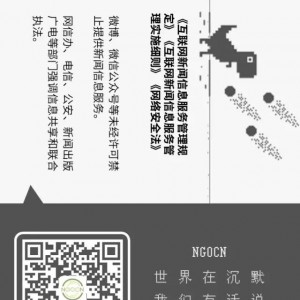 《互联网新闻信息服务管理规
定》《互联网新闻信息服务管
理实施细则》 《网络安全法》
微博、微信公众号等未经许可禁
止提供新闻信息服务。
网信办、电信、公安、新闻出版
广电等部门强调信息共享和联合
执法。
NGOCN
NGOCN
世界在沉默
我们有话说